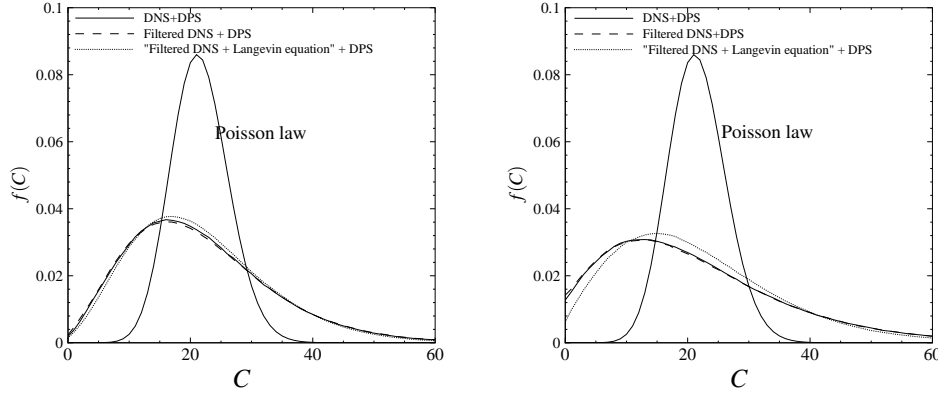 DNS+DPS
Filtered DNS + DPS
"Filtered DNS + Langevin equation" + DPS
Poisson law
f(C)
0.1
0.08
0.06
0.04
0.02
0
0 20 40 60
C
DNS+DPS
Filtered DNS + DPS
"Filtered DNS + Langevin equation" + DPS
Poisson law
f(C)
0.1
0.08
0.06
0.04
0.02
0
0 20 40 60
C